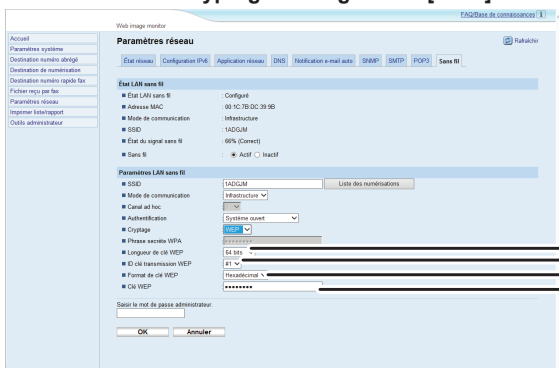 FAQ/Base de connaissances
Web image monitor
Accueil
Paramètres système
Destination numéro abrégé
Destination de numérisation
Destination numéro rapide fax
Fichier reçu par fax
Paramètres réseau
Imprimer liste/rapport
Outils administrateur
Paramètres réseau
Rafraîchir
État réseau Configuration IPv6 Application réseau DNS Notification e-mail auto SNMP SMTP POP3 Sans fil
État LAN sans fil
État LAN sans fil : Configuré
Adresse MAC : 00:1C:7B:DC:39:9B
Mode de communication : Infrastructure
SSID : 1ADGJM
État du signal sans fil : 66% (Correct)
Sans fil : Actif Inactif
Paramètres LAN sans fil
SSID : 1ADGJM Liste des numérisations
Mode de communication : Infrastructure
Canal ad hoc :
Authentification : Système ouvert
Cryptage : WEP
Phrase secrète WPA : ••••••••
Longueur de clé WEP : 64 bits
ID clé transmission WEP : #1
Format de clé WEP : Hexadécimal
Clé WEP : ••••••••
Saisir le mot de passe administrateur.
OK Annuler